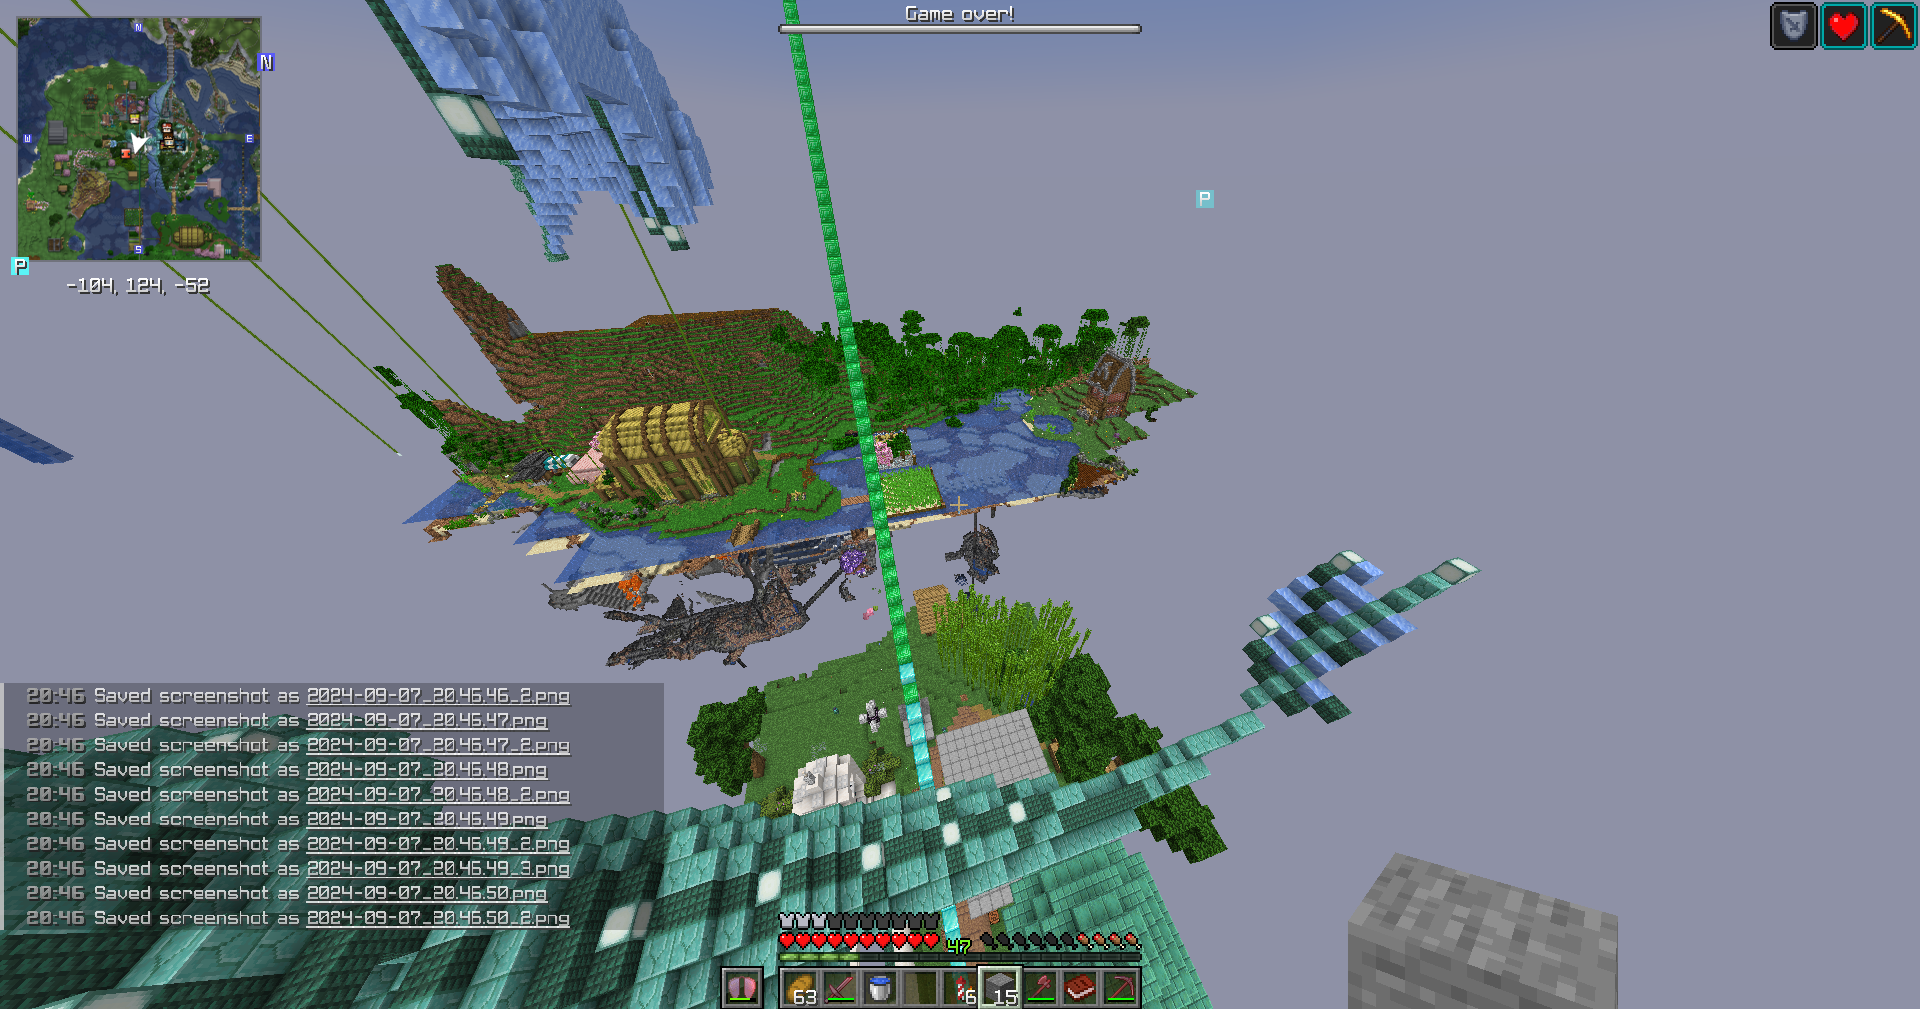 Game over!
N
N
W
E
S
P
P
-104, 124, -52
20:46 Saved screenshot as 2024-09-07_20.46.46_2.png
20:46 Saved screenshot as 2024-09-07_20.46.47.png
20:46 Saved screenshot as 2024-09-07_20.46.47_2.png
20:46 Saved screenshot as 2024-09-07_20.46.48.png
20:46 Saved screenshot as 2024-09-07_20.46.48_2.png
20:46 Saved screenshot as 2024-09-07_20.46.49.png
20:46 Saved screenshot as 2024-09-07_20.46.49_2.png
20:46 Saved screenshot as 2024-09-07_20.46.49_3.png
20:46 Saved screenshot as 2024-09-07_20.46.50.png
20:46 Saved screenshot as 2024-09-07_20.46.50_2.png
47
63 6 15